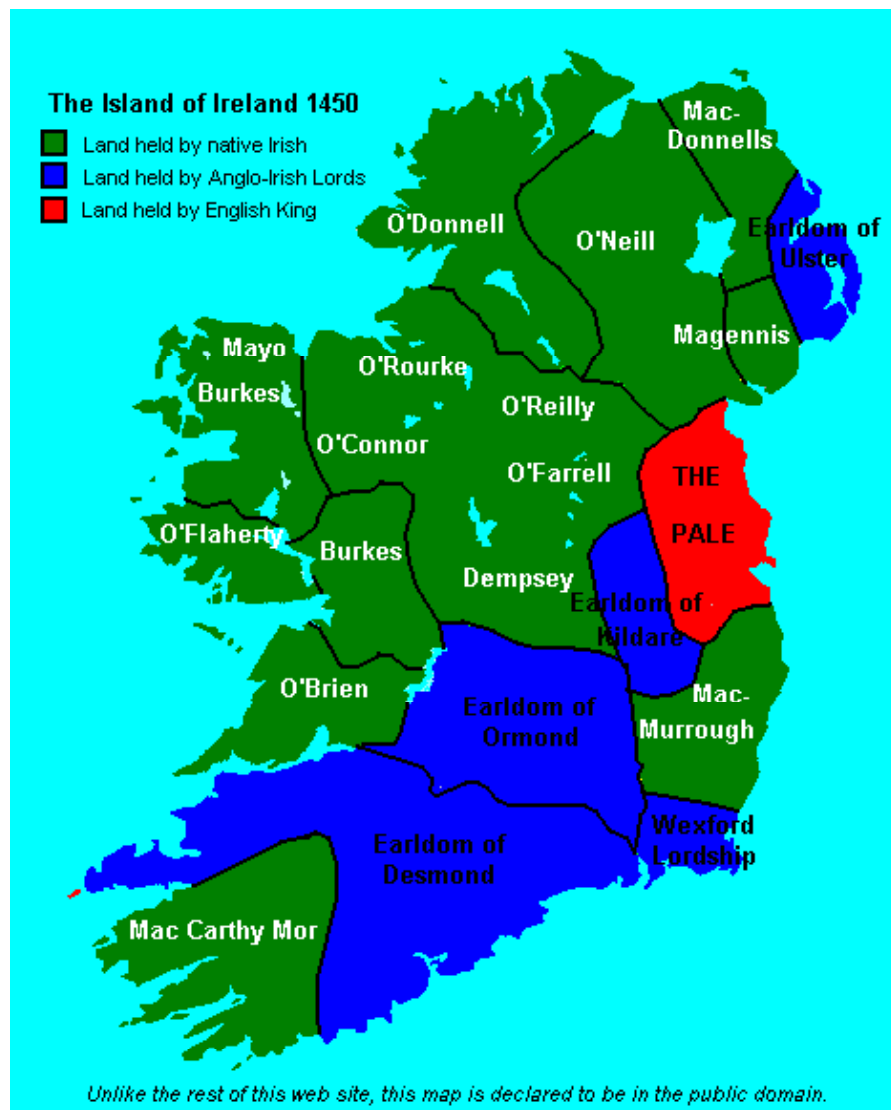 The Island of Ireland 1450
Land held by native Irish
Land held by Anglo-Irish Lords
Land held by English King
Mac-
Donnells
O'Donnell
O'Neill
Earldom of
Ulster
Magennis
Mayo
Burkes
O'Rourke
O'Reilly
O'Connor
O'Farrell
THE
PALE
O'Flaherty
Burkes
Dempsey
Earldom of
Kildare
O'Brien
Earldom of
Ormond
Mac-
Murrough
Wexford
Lordship
Earldom of
Desmond
Mac Carthy Mor
Unlike the rest of this web site, this map is declared to be in the public domain.